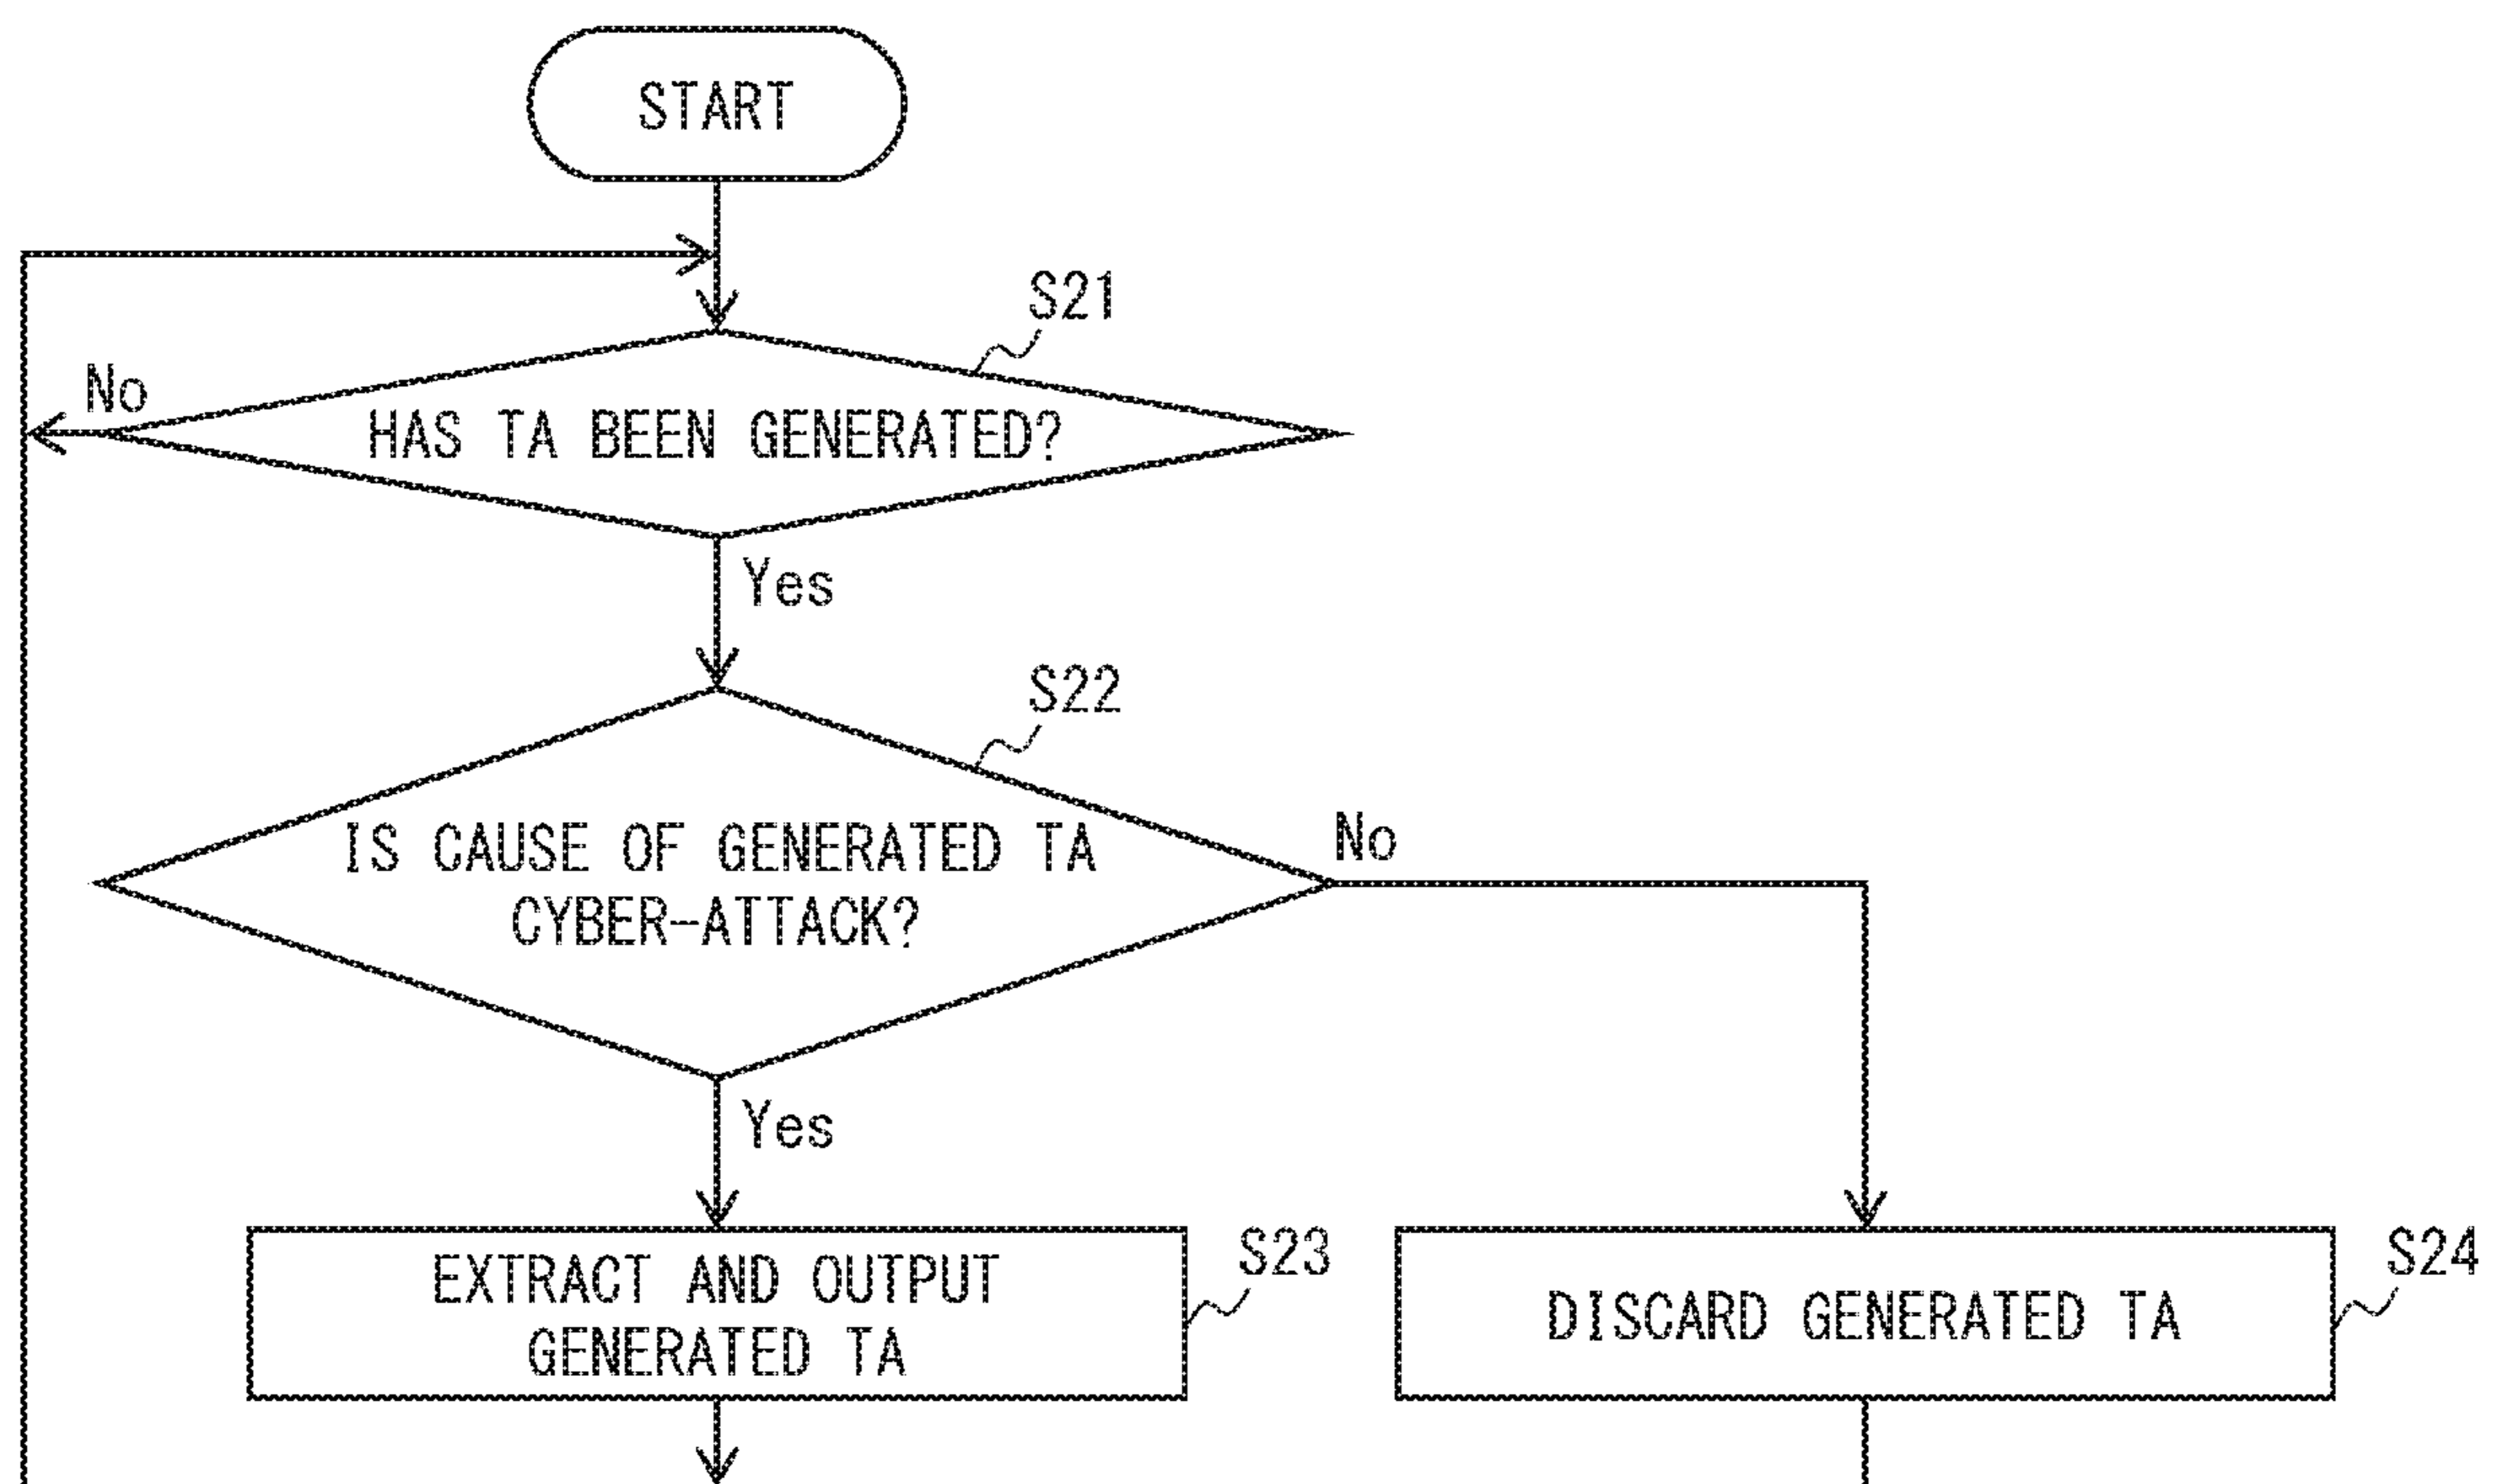 START
S21
No
HAS TA BEEN GENERATED?
Yes
S22
IS CAUSE OF GENERATED TA
CYBER-ATTACK?
No
Yes
EXTRACT AND OUTPUT
GENERATED TA
S23
DISCARD GENERATED TA
S24